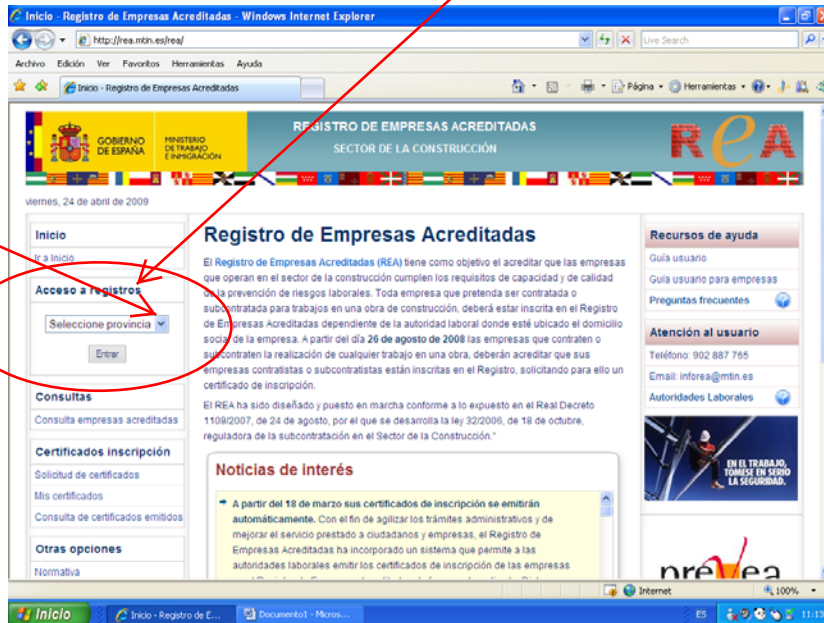 Inicio - Registro de Empresas Acreditadas - Windows Internet Explorer
http://rea.mtin.es/rea/
Live Search
Archivo Edición Ver Favoritos Herramientas Ayuda
Inicio - Registro de Empresas Acreditadas
Página Herramientas
GOBIERNO DE ESPAÑA
MINISTERIO DE TRABAJO E INMIGRACIÓN
REGISTRO DE EMPRESAS ACREDITADAS
SECTOR DE LA CONSTRUCCIÓN
ReA
viernes, 24 de abril de 2009
Inicio
Ir a Inicio
Acceso a registros
Seleccione provincia
Entrar
Consultas
Consulta empresas acreditadas
Certificados inscripción
Solicitud de certificados
Mis certificados
Consulta de certificados emitidos
Otras opciones
Normativa
Registro de Empresas Acreditadas
El Registro de Empresas Acreditadas (REA) tiene como objetivo el acreditar que las empresas
que operan en el sector de la construcción cumplen los requisitos de capacidad y de calidad
de la prevención de riesgos laborales. Toda empresa que pretenda ser contratada o
subcontratada para trabajos en una obra de construcción, deberá estar inscrita en el Registro
de Empresas Acreditadas dependiente de la autoridad laboral donde esté ubicado el domicilio
social de la empresa. A partir del día 26 de agosto de 2008 las empresas que contraten o
subcontraten la realización de cualquier trabajo en una obra, deberán acreditar que sus
empresas contratistas o subcontratistas están inscritas en el Registro, solicitando para ello un
certificado de inscripción.
El REA ha sido diseñado y puesto en marcha conforme a lo expuesto en el Real Decreto
1109/2007, de 24 de agosto, por el que se desarrolla la ley 32/2006, de 18 de octubre,
reguladora de la subcontratación en el Sector de la Construcción."
Noticias de interés
A partir del 18 de marzo sus certificados de inscripción se emitirán
automáticamente. Con el fin de agilizar los trámites administrativos y de
mejorar el servicio prestado a ciudadanos y empresas, el Registro de
Empresas Acreditadas ha incorporado un sistema que permite a las
autoridades laborales emitir los certificados de inscripción de las empresas
Recursos de ayuda
Guía usuario
Guía usuario para empresas
Preguntas frecuentes
Atención al usuario
Teléfono: 902 887 765
Email: inforea@mtin.es
Autoridades Laborales
EN EL TRABAJO,
TOMESE EN SERIO
LA SEGURIDAD.
prevea
Internet
100%
Inicio
Inicio - Registro de E...
Documento1 - Micros...
ES
11:13